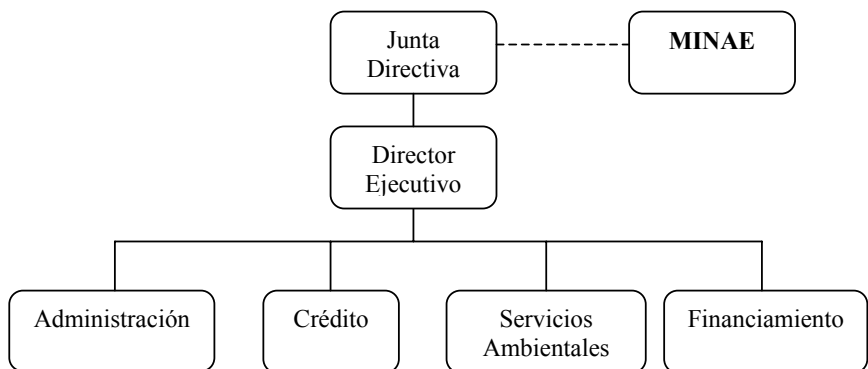 Junta
Directiva
MINAE
Director
Ejecutivo
Administración
Crédito
Servicios
Ambientales
Financiamiento